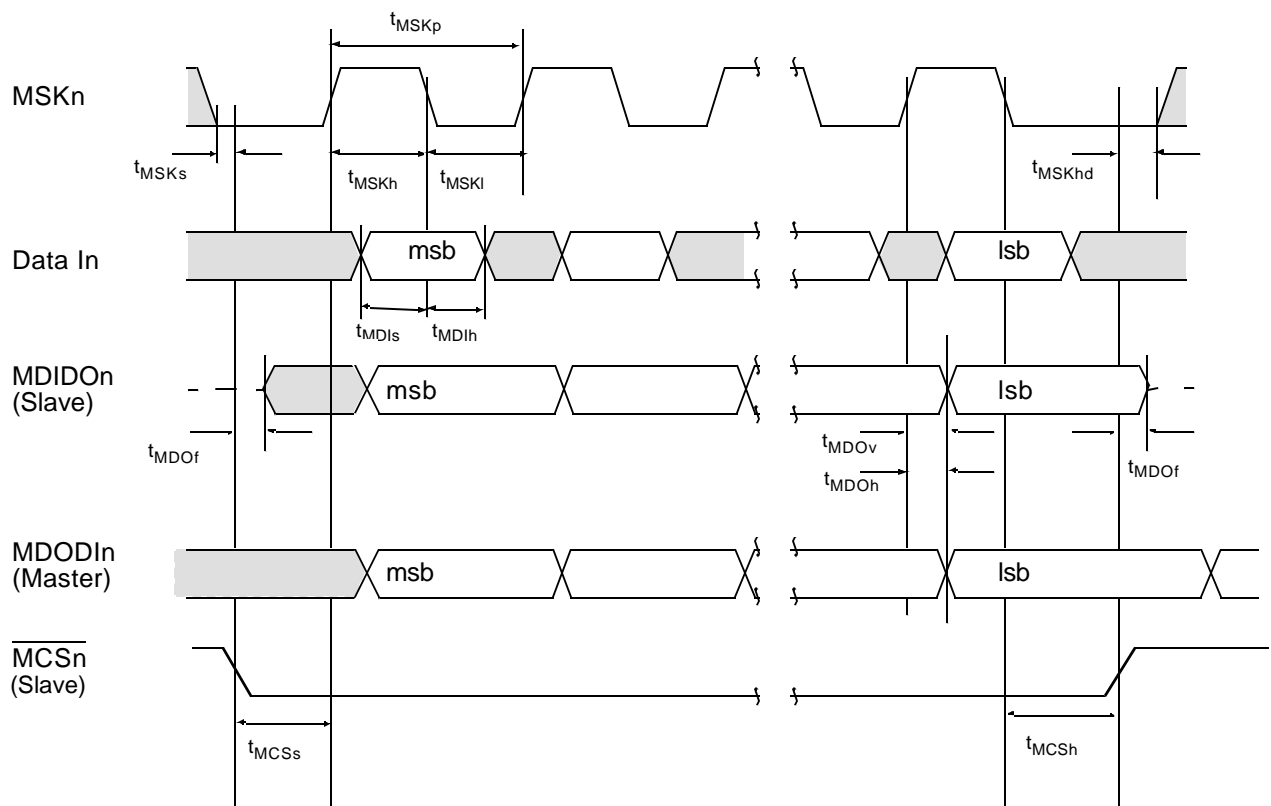 tMSKp
MSKn
tMSKs
tMSKh
tMSKl
tMSKhd
Data In
msb
lsb
tMDIs
tMDIh
MDIDOn
(Slave)
msb
lsb
tMDOf
tMDOv
tMDOh
tMDOf
MDODIn
(Master)
msb
lsb
MCSn
(Slave)
tMCSs
tMCSh